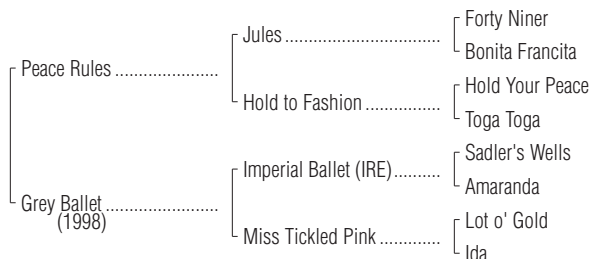 Forty Niner
Jules ................................
Bonita Francita
Peace Rules .....................
Hold Your Peace
Hold to Fashion ...............
Toga Toga
Sadler's Wells
Imperial Ballet (IRE)..........
Amaranda
Grey Ballet .......................
(1998)
Lot o' Gold
Miss Tickled Pink .............
Ida